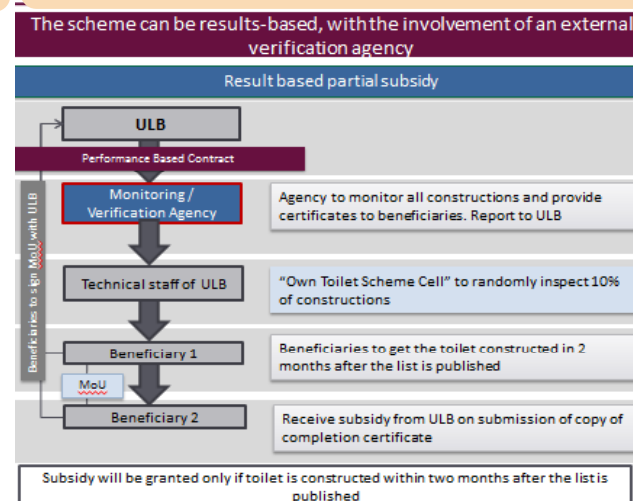 The scheme can be results-based, with the involvement of an external
verification agency
Result based partial subsidy
ULB
Performance Based Contract
Monitoring /
Verification Agency
Agency to monitor all constructions and provide
certificates to beneficiaries. Report to ULB
Technical staff of ULB
“Own Toilet Scheme Cell” to randomly inspect 10%
of constructions
Beneficiaries to sign MoU with ULB
Beneficiary 1
Beneficiaries to get the toilet constructed in 2
months after the list is published
MoU
Beneficiary 2
Receive subsidy from ULB on submission of copy of
completion certificate
Subsidy will be granted only if toilet is constructed within two months after the list is
published